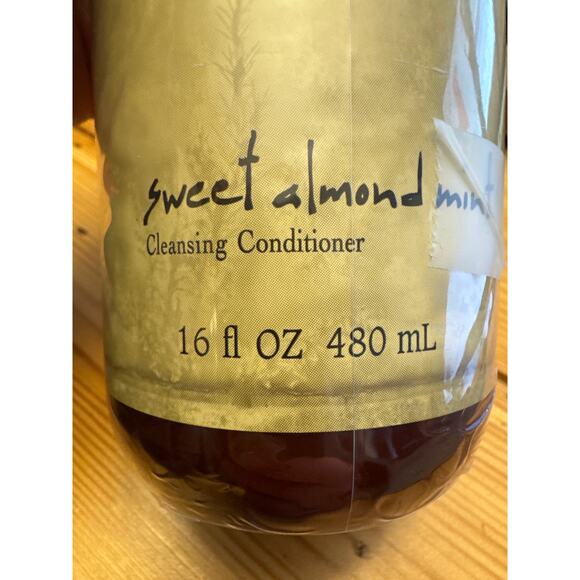 sweet almond mint
Cleansing Conditioner
16 fl OZ 480 mL